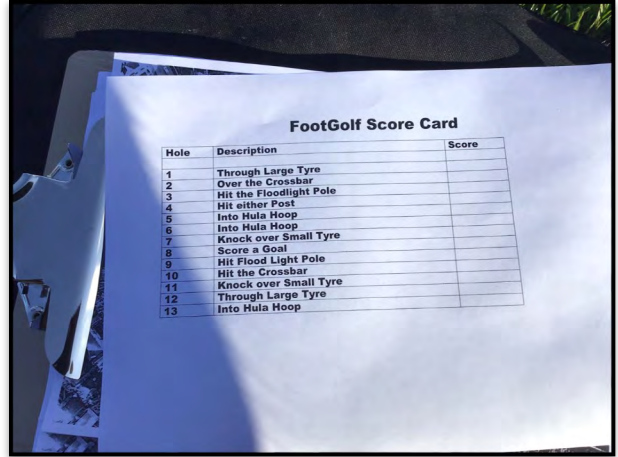 FootGolf Score Card
Hole Description Score
1 Through Large Tyre
2 Over the Crossbar
3 Hit the Floodlight Pole
4 Hit either Post
5 Into Hula Hoop
6 Into Hula Hoop
7 Knock over Small Tyre
8 Score a Goal
9 Hit Flood Light Pole
10 Hit the Crossbar
11 Knock over Small Tyre
12 Through Large Tyre
13 Into Hula Hoop